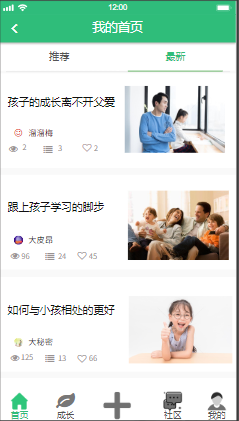 12:00
我的首页
推荐 最新
孩子的成长离不开父爱
溜溜梅
2 3 2
跟上孩子学习的脚步
大皮昂
96 24 45
如何与小孩相处的更好
大秘密
125 13 66
首页 成长 社区 我的